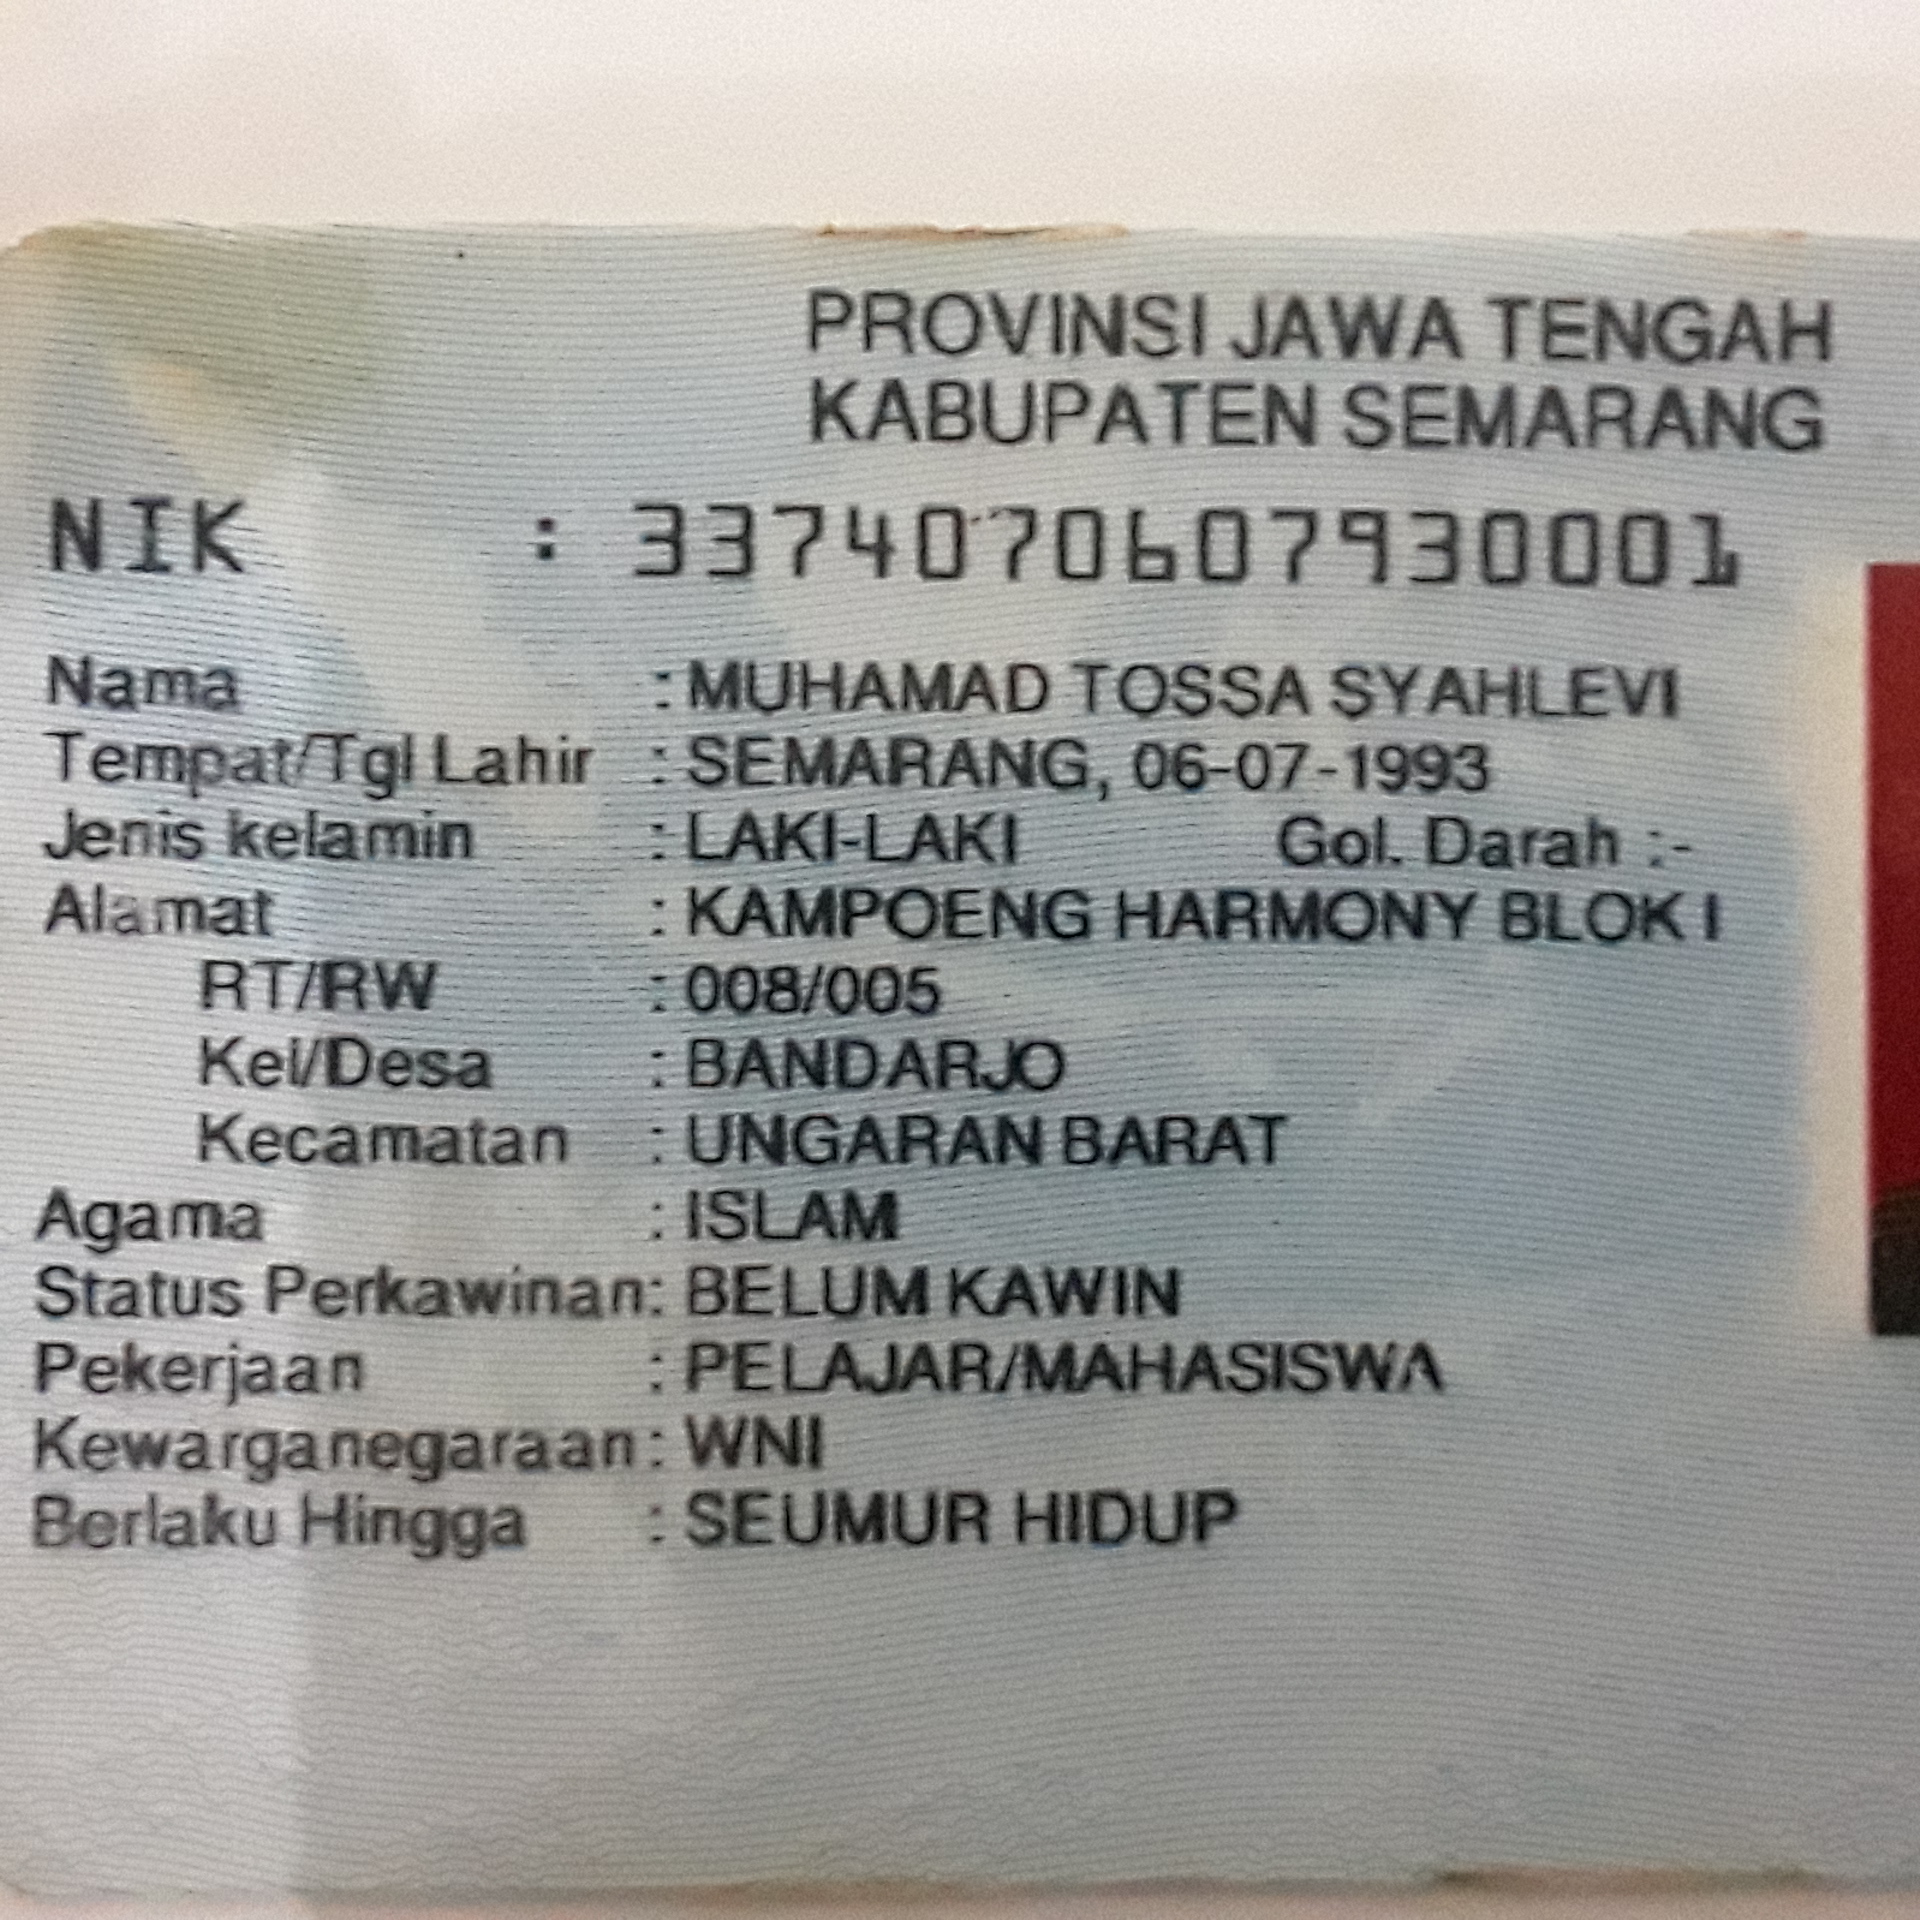 PROVINSI JAWA TENGAH
KABUPATEN SEMARANG
NIK : 3374070607930001
Nama : MUHAMAD TOSSA SYAHLEVI
Tempat/Tgl Lahir : SEMARANG, 06-07-1993
Jenis kelamin : LAKI-LAKI Gol. Darah : -
Alamat : KAMPOENG HARMONY BLOK I
RT/RW : 008/005
Kel/Desa : BANDARJO
Kecamatan : UNGARAN BARAT
Agama : ISLAM
Status Perkawinan: BELUM KAWIN
Pekerjaan : PELAJAR/MAHASISWA
Kewarganegaraan : WNI
Berlaku Hingga : SEUMUR HIDUP